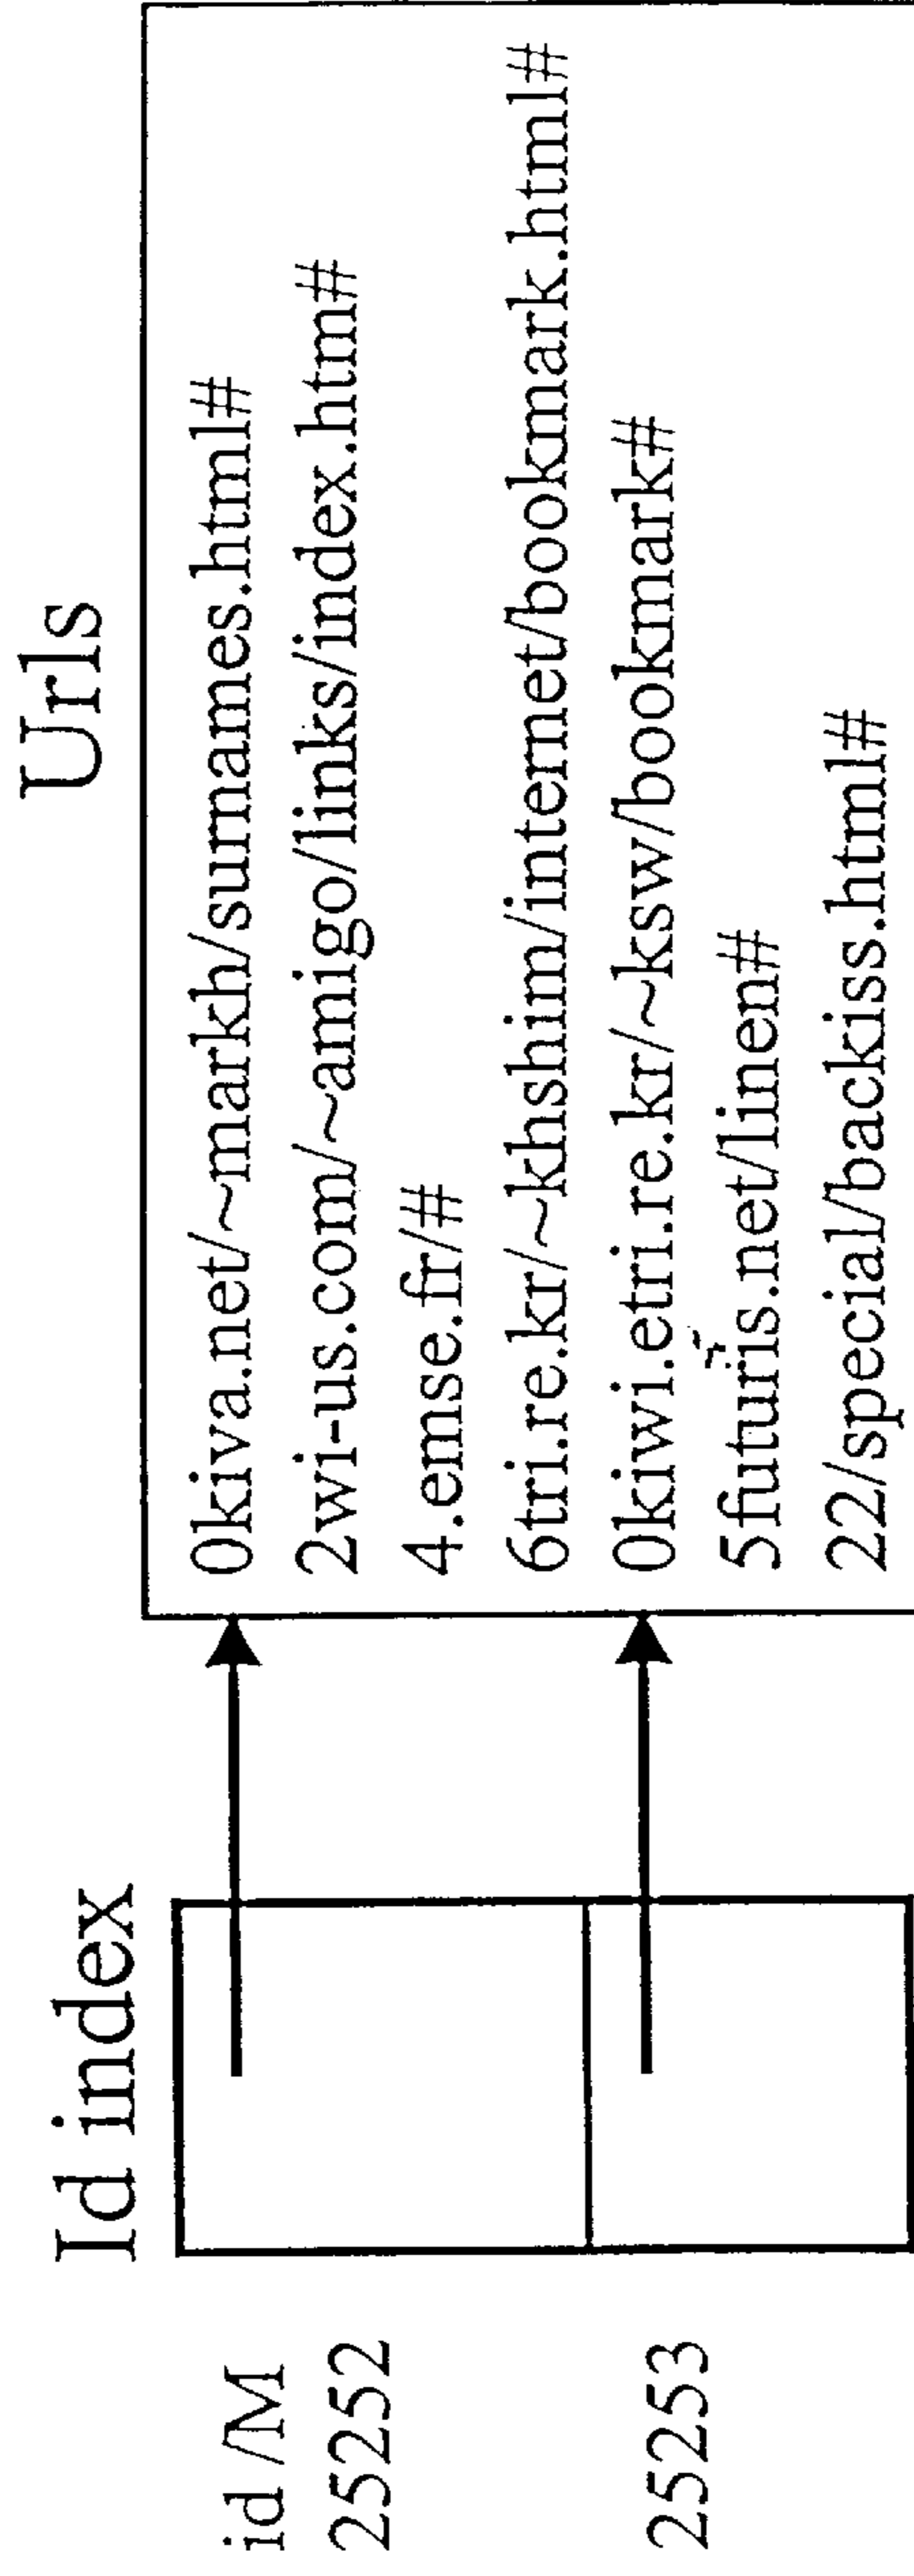 Id index
Urls
id /M
25252
25253
0kiva.net/~markh/surnames.html#
2wi-us.com/~amigo/links/index.htm#
4.emse.fr/#
6tri.re.kr/~khshim/internet/bookmark.html#
0kiwi.etri.re.kr/~ksw/bookmark#
5futuris.net/linen#
22/special/backiss.html#